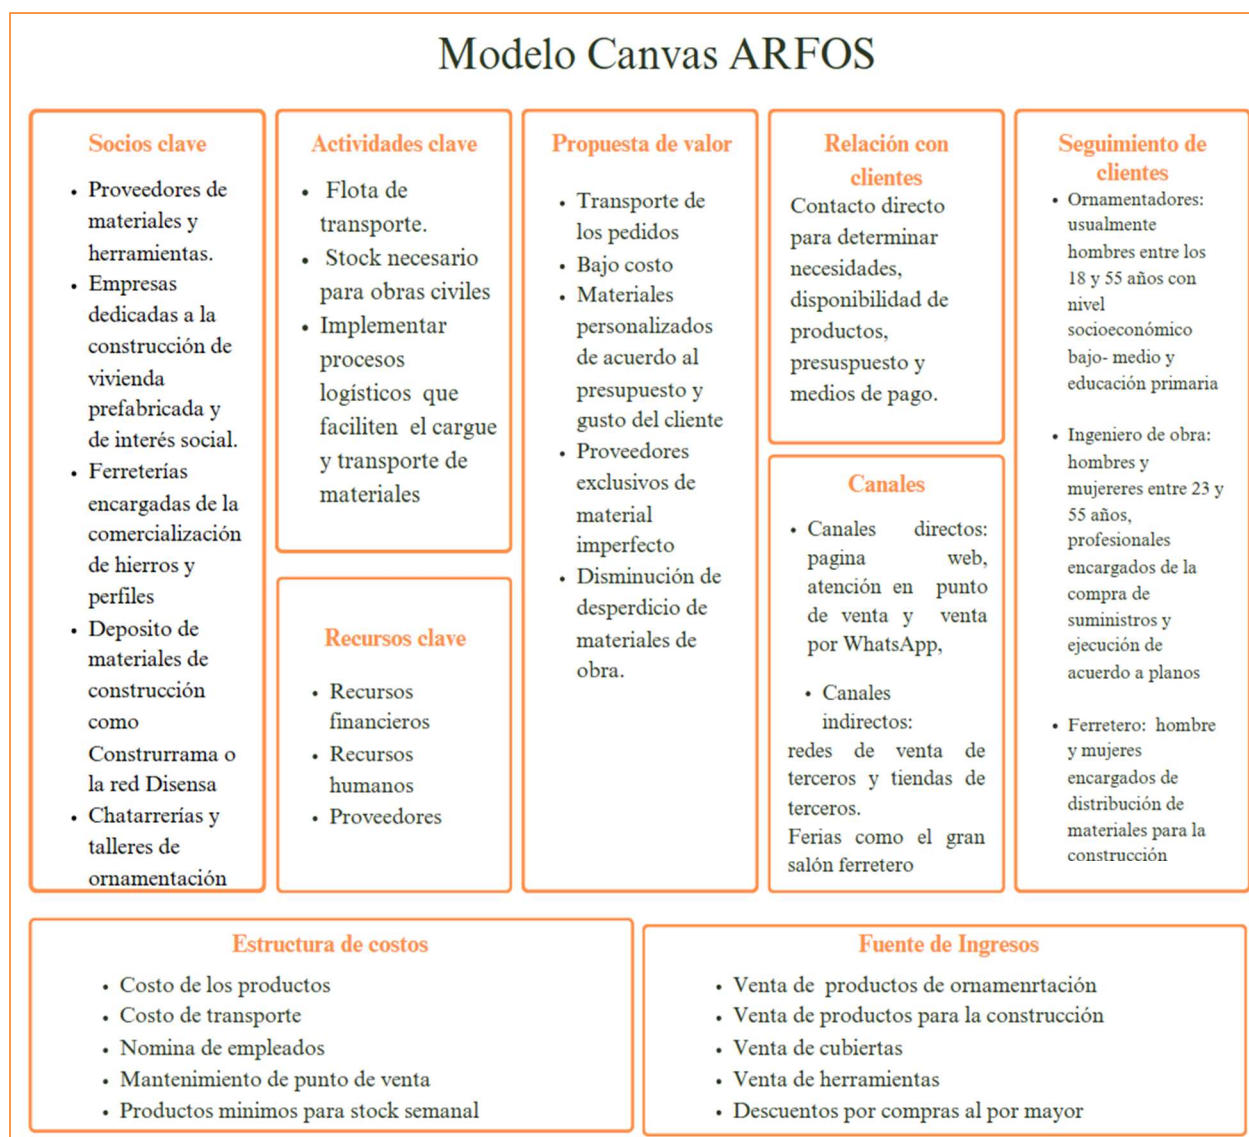 Modelo Canvas ARFOS
Socios clave
• Proveedores de
materiales y
herramientas.
• Empresas
dedicadas a la
construcción de
vivienda
prefabricada y
de interés social.
• Ferreterías
encargadas de la
comercialización
de hierros y
perfiles
• Deposito de
materiales de
construcción
como
Construrrama o
la red Disensa
• Chatarrerías y
talleres de
ornamentación
Actividades clave
• Flota de
transporte.
• Stock necesario
para obras civiles
• Implementar
procesos
logísticos que
faciliten el cargue
y transporte de
materiales
Recursos clave
• Recursos
financieros
• Recursos
humanos
• Proveedores
Propuesta de valor
• Transporte de
los pedidos
• Bajo costo
• Materiales
personalizados
de acuerdo al
presupuesto y
gusto del cliente
• Proveedores
exclusivos de
material
imperfecto
• Disminución de
desperdicio de
materiales de
obra.
Relación con
clientes
Contacto directo
para determinar
necesidades,
disponibilidad de
productos,
presuspuesto y
medios de pago.
Canales
• Canales directos:
pagina web,
atención en punto
de venta y venta
por WhatsApp,
• Canales
indirectos:
redes de venta de
terceros y tiendas de
terceros.
Ferias como el gran
salón ferretero
Seguimiento de
clientes
• Ornamentadores:
usualmente
hombres entre los
18 y 55 años con
nivel
socioeconómico
bajo- medio y
educación primaria
• Ingeniero de obra:
hombres y
mujereres entre 23 y
55 años,
profesionales
encargados de la
compra de
suministros y
ejecución de
acuerdo a planos
• Ferretero: hombre
y mujeres
encargados de
distribución de
materiales para la
construcción
Estructura de costos
• Costo de los productos
• Costo de transporte
• Nomina de empleados
• Mantenimiento de punto de venta
• Productos minimos para stock semanal
Fuente de Ingresos
• Venta de productos de ornamenrtación
• Venta de productos para la construcción
• Venta de cubiertas
• Venta de herramientas
• Descuentos por compras al por mayor